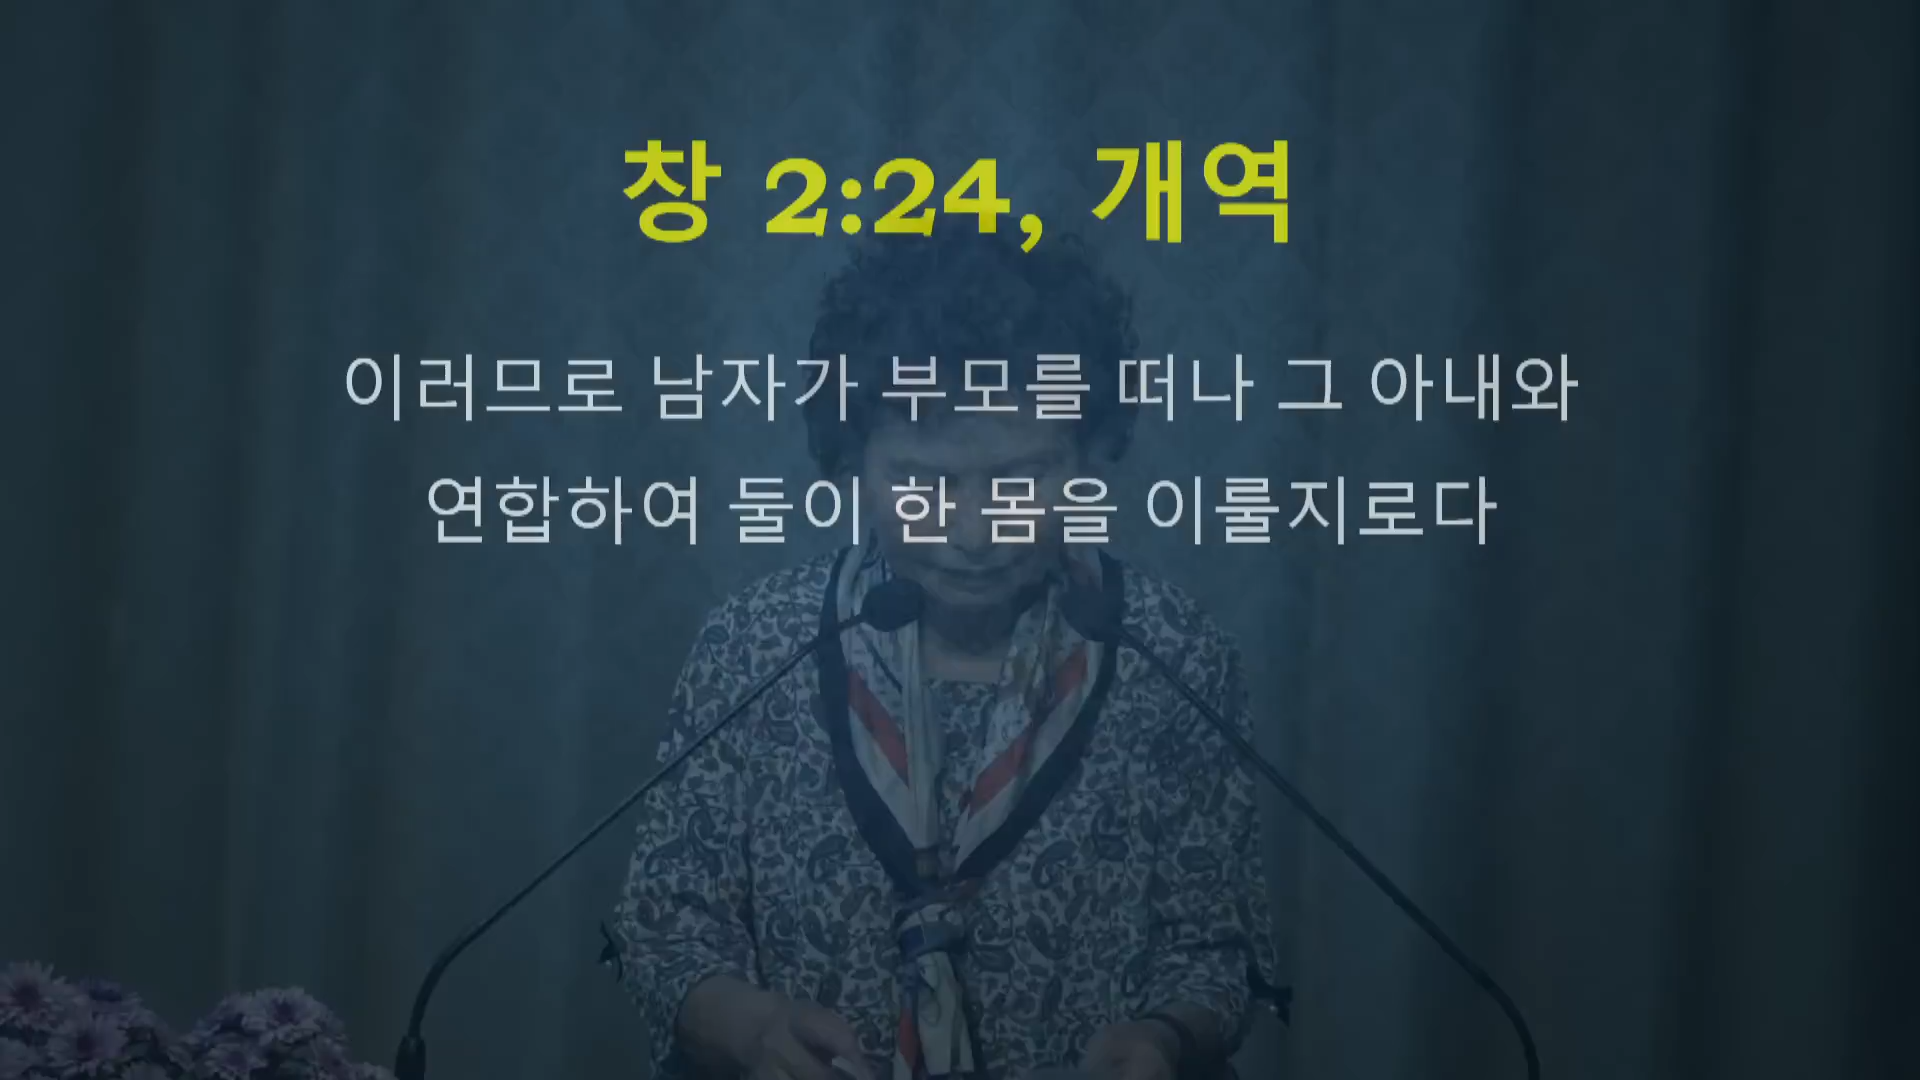 창 2:24, 개역
이러므로 남자가 부모를 떠나 그 아내와
연합하여 둘이 한 몸을 이룰지로다